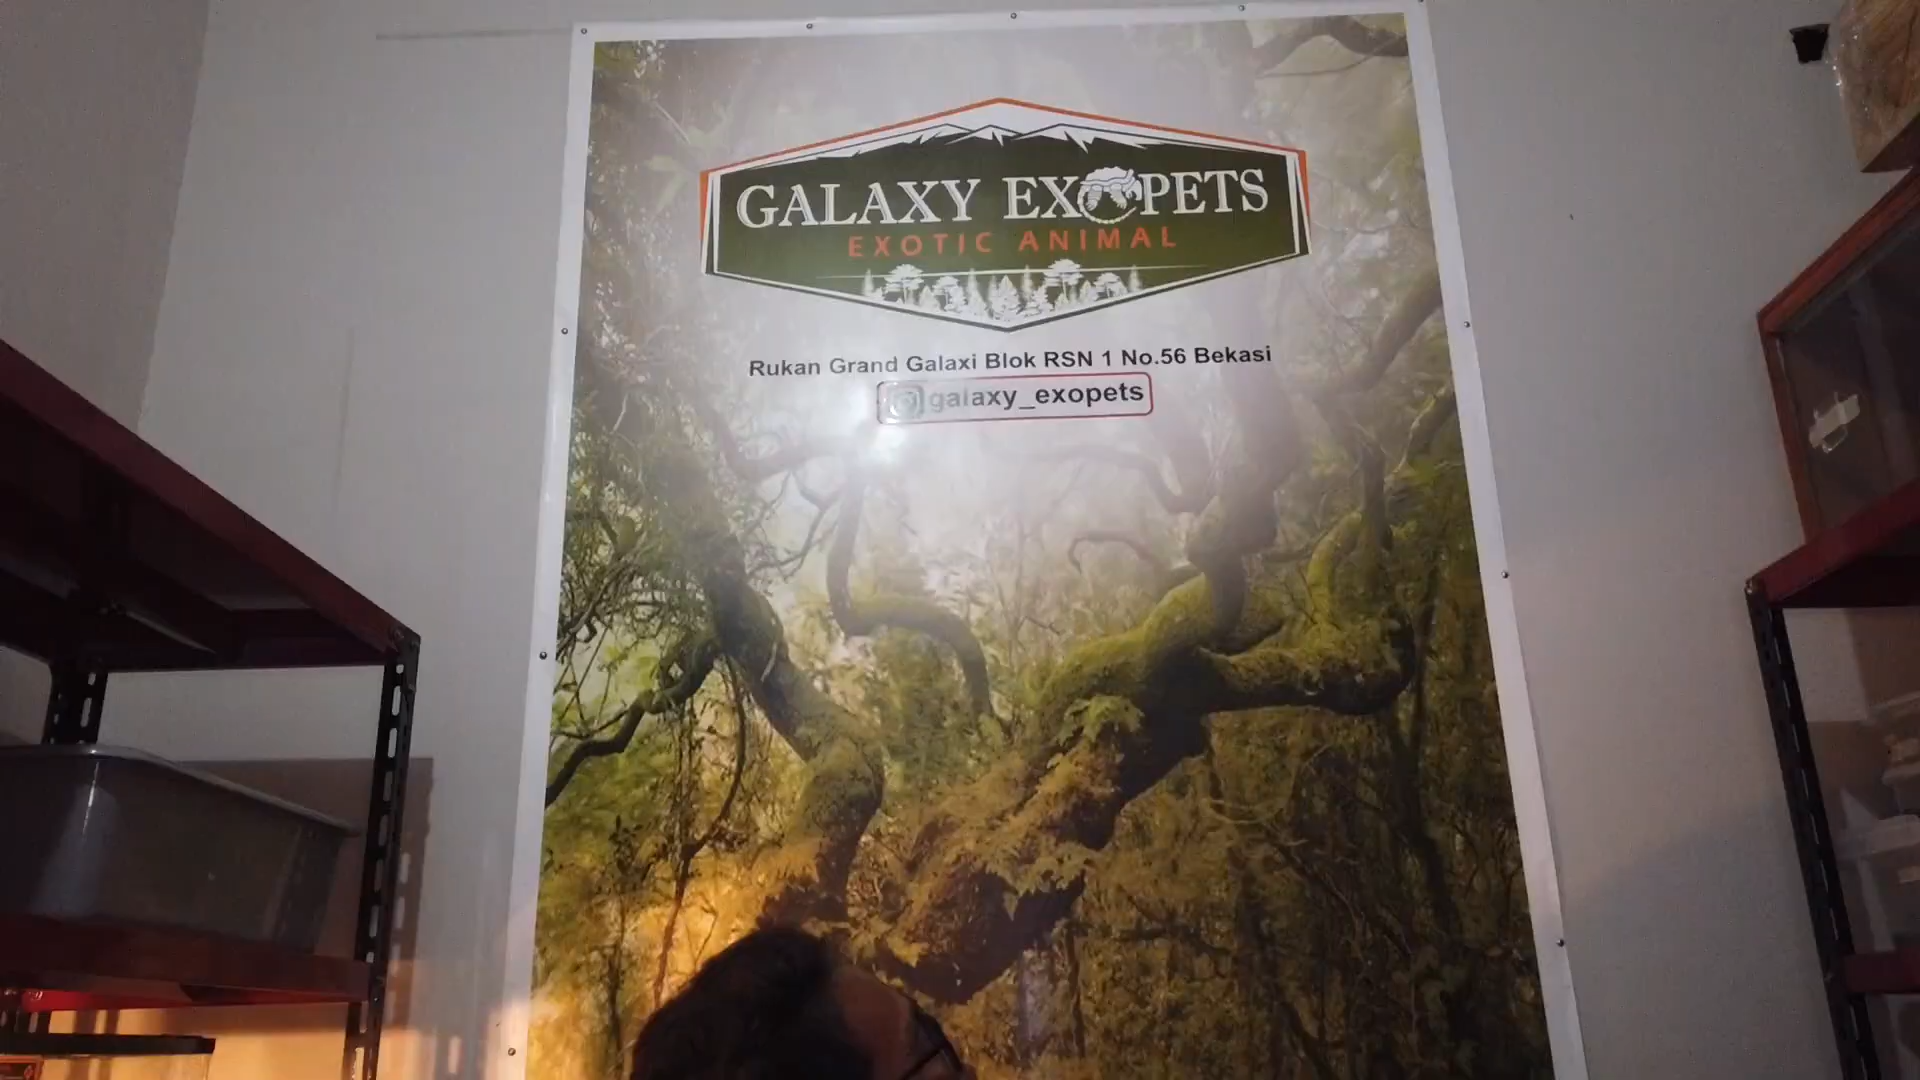 GALAXY EXOPETS
EXOTIC ANIMAL
Rukan Grand Galaxi Blok RSN 1 No.56 Bekasi
galaxy_exopets